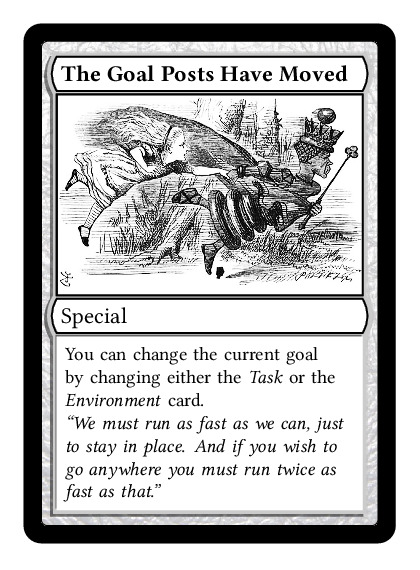 The Goal Posts Have Moved
Special
You can change the current goal
by changing either the Task or the
Environment card.
“We must run as fast as we can, just
to stay in place. And if you wish to
go anywhere you must run twice as
fast as that.”